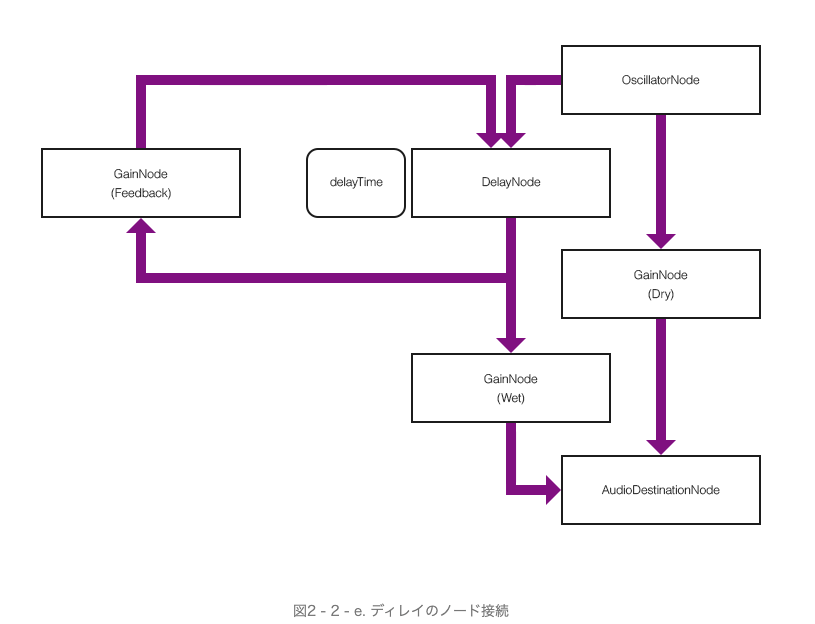 OscillatorNode
GainNode
(Feedback)
delayTime
DelayNode
GainNode
(Dry)
GainNode
(Wet)
AudioDestinationNode
図2 - 2 - e. ディレイのノード接続